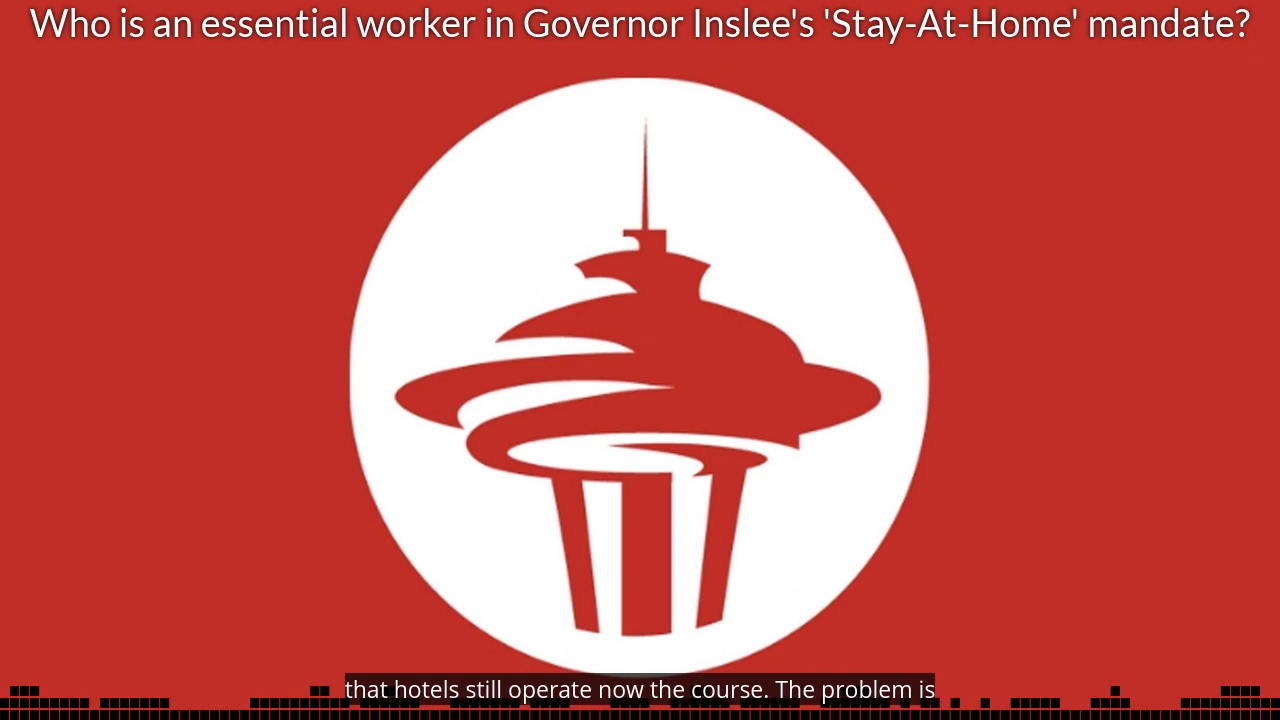 Who is an essential worker in Governor Inslee's 'Stay-At-Home' mandate?
that hotels still operate now the course. The problem is